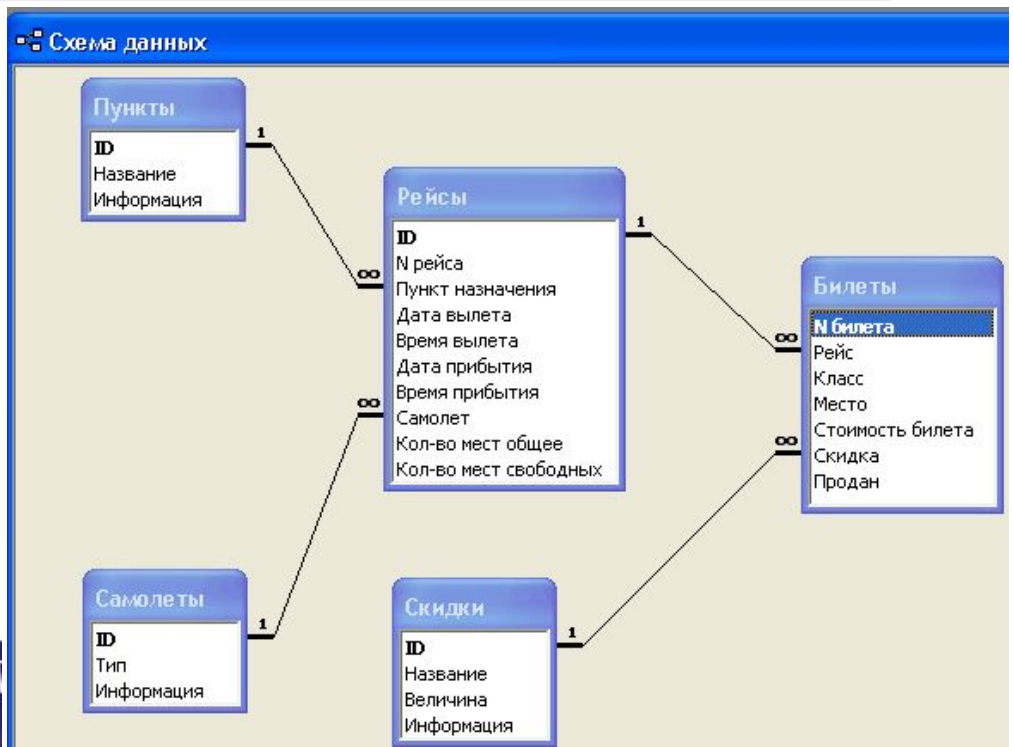 Схема данных
Пункты
ID
Название
Информация
1
∞
Рейсы
ID
N рейса
Пункт назначения
Дата вылета
Время вылета
Дата прибытия
Время прибытия
Самолет
Кол-во мест общее
Кол-во мест свободных
∞
1
∞
Билеты
N билета
Рейс
Класс
Место
Стоимость билета
Скидка
Продан
∞
Самолеты
ID
Тип
Информация
1
Скидки
ID
Название
Величина
Информация
1